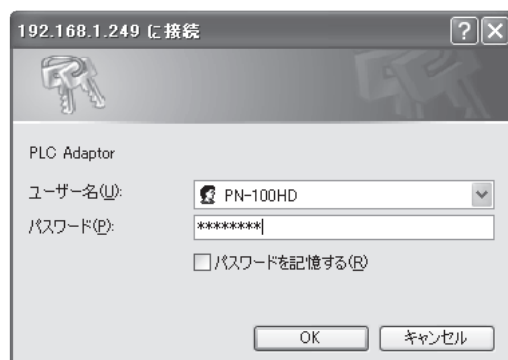 192.168.1.249 に接続
PLC Adaptor
ユーザー名(U):
PN-100HD
パスワード(P):
********
パスワードを記憶する(R)
OK
キャンセル